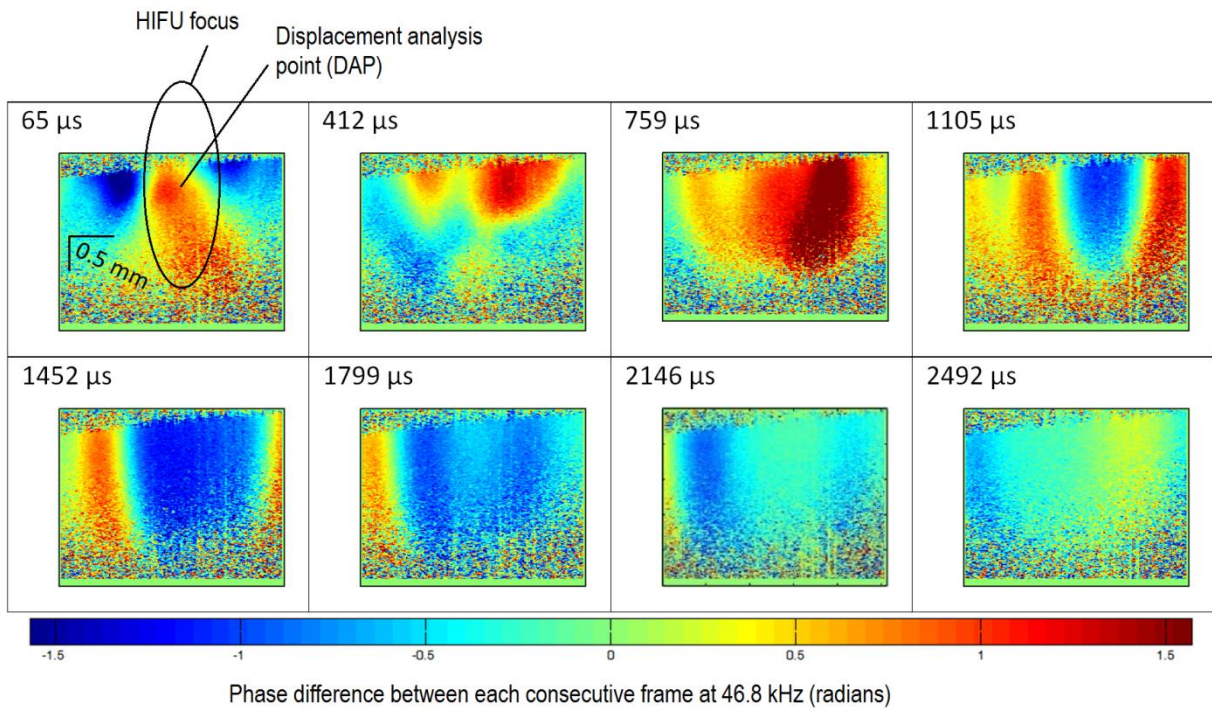 HIFU focus
Displacement analysis
point (DAP)
65 µs
412 µs
759 µs
1105 µs
0.5 mm
1452 µs
1799 µs
2146 µs
2492 µs
-1.5
-1
-0.5
0
0.5
1
1.5
Phase difference between each consecutive frame at 46.8 kHz (radians)